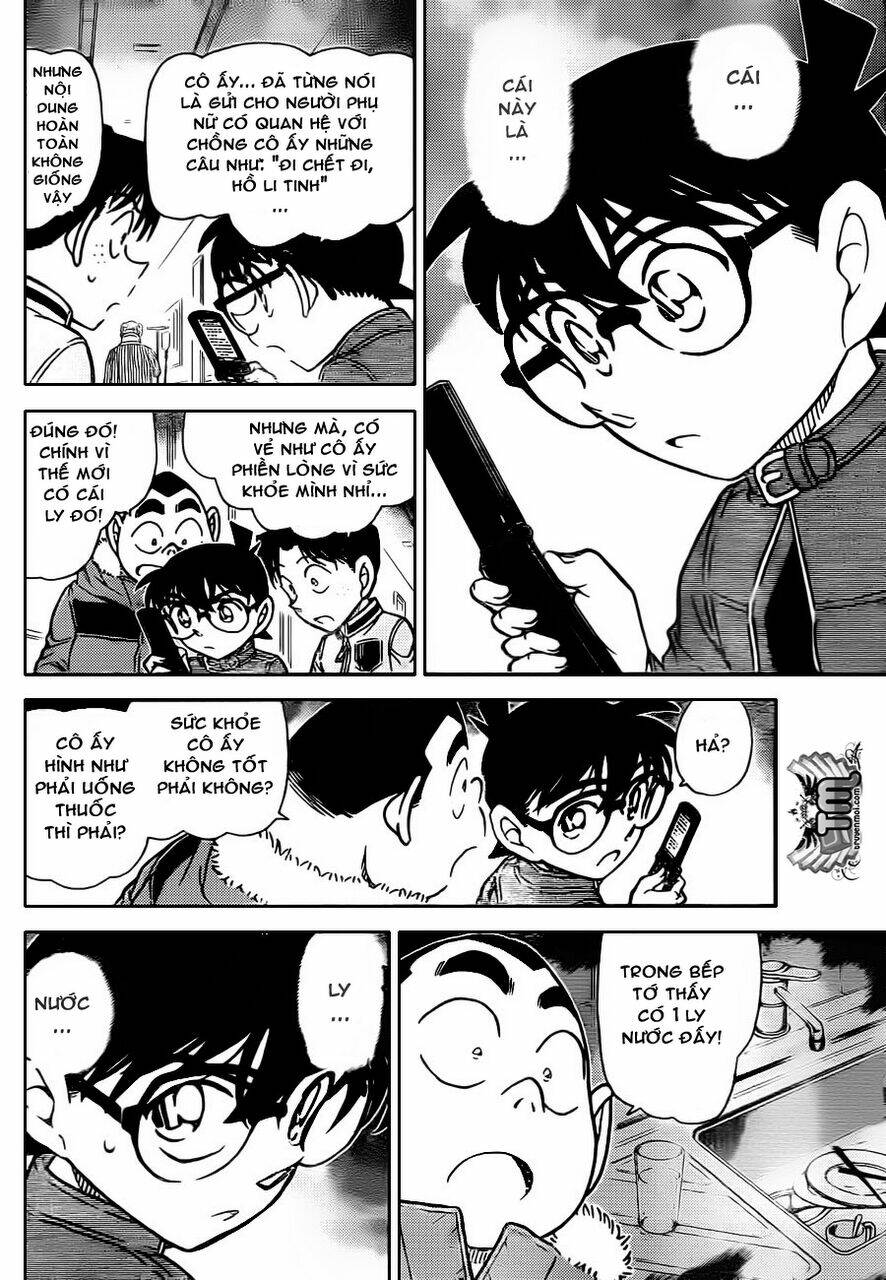 CÁI
...
CÁI
NÀY
LÀ
...
CÔ ẤY... ĐÃ TỪNG NÓI
LÀ GỬI CHO NGƯỜI PHỤ
NỮ CÓ QUAN HỆ VỚI
CHỒNG CÔ ẤY NHỮNG
CÂU NHƯ: "ĐI CHẾT ĐI,
HỒ LI TINH"
...
NHƯNG
NỘI
DUNG
HOÀN
TOÀN
KHÔNG
GIỐNG
VẬY
NHƯNG MÀ, CÓ
VẺ NHƯ CÔ ẤY
PHIỀN LÒNG VÌ SỨC
KHỎE MÌNH NHỈ...
ĐÚNG ĐÓ!
CHÍNH VÌ
THẾ MỚI
CÓ CÁI
LY ĐÓ!
HẢ?
SỨC KHỎE
CÔ ẤY
KHÔNG TỐT
PHẢI KHÔNG?
CÔ ẤY
HÌNH NHƯ
PHẢI UỐNG
THUỐC
THÌ PHẢI?
TM
truyenmoi.com
TRONG BẾP
TỚ THẤY
CÓ 1 LY
NƯỚC ĐẤY!
LY
...
NƯỚC
...